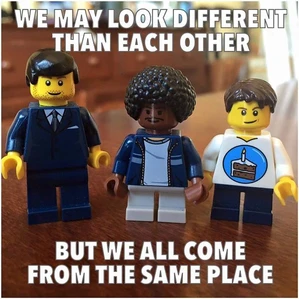 WE MAY LOOK DIFFERENT
THAN EACH OTHER
BUT WE ALL COME
FROM THE SAME PLACE